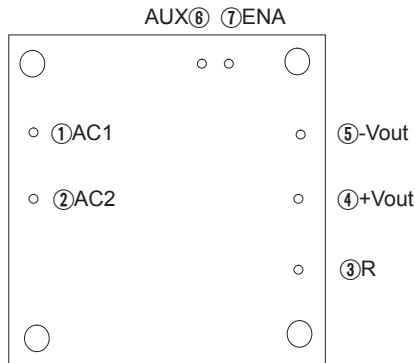 AUX⑥ ⑦ENA
①AC1
⑤-Vout
②AC2
④+Vout
③R